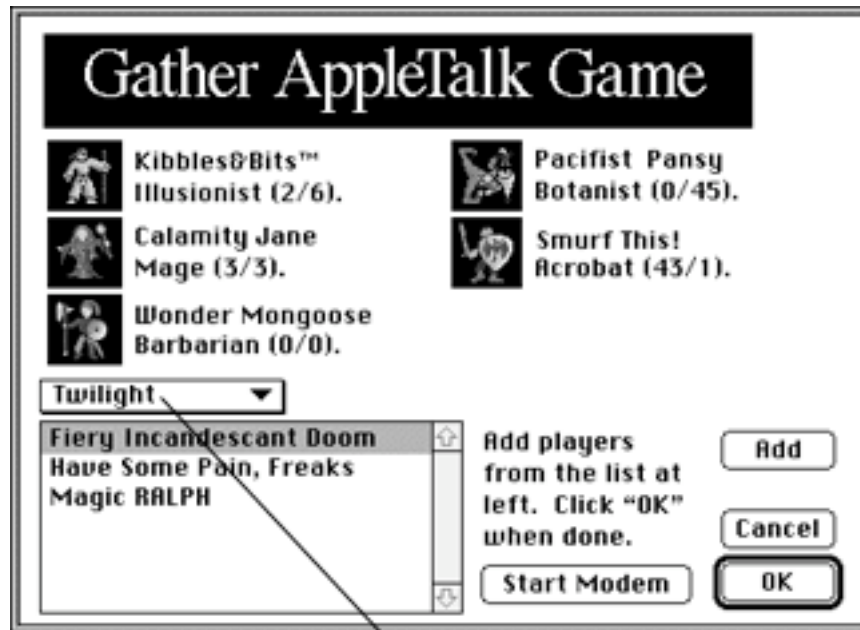 Gather AppleTalk Game
Kibbles&Bits™
Illusionist (2/6).
Pacifist Pansy
Botanist (0/45).
Calamity Jane
Mage (3/3).
Smurf This!
Acrobat (43/1).
Wonder Mongoose
Barbarian (0/0).
Twilight
Fiery Incandescant Doom
Have Some Pain, Freaks
Magic RALPH
Add players
from the list at
left. Click “OK”
when done.
Add
Cancel
Start Modem
OK